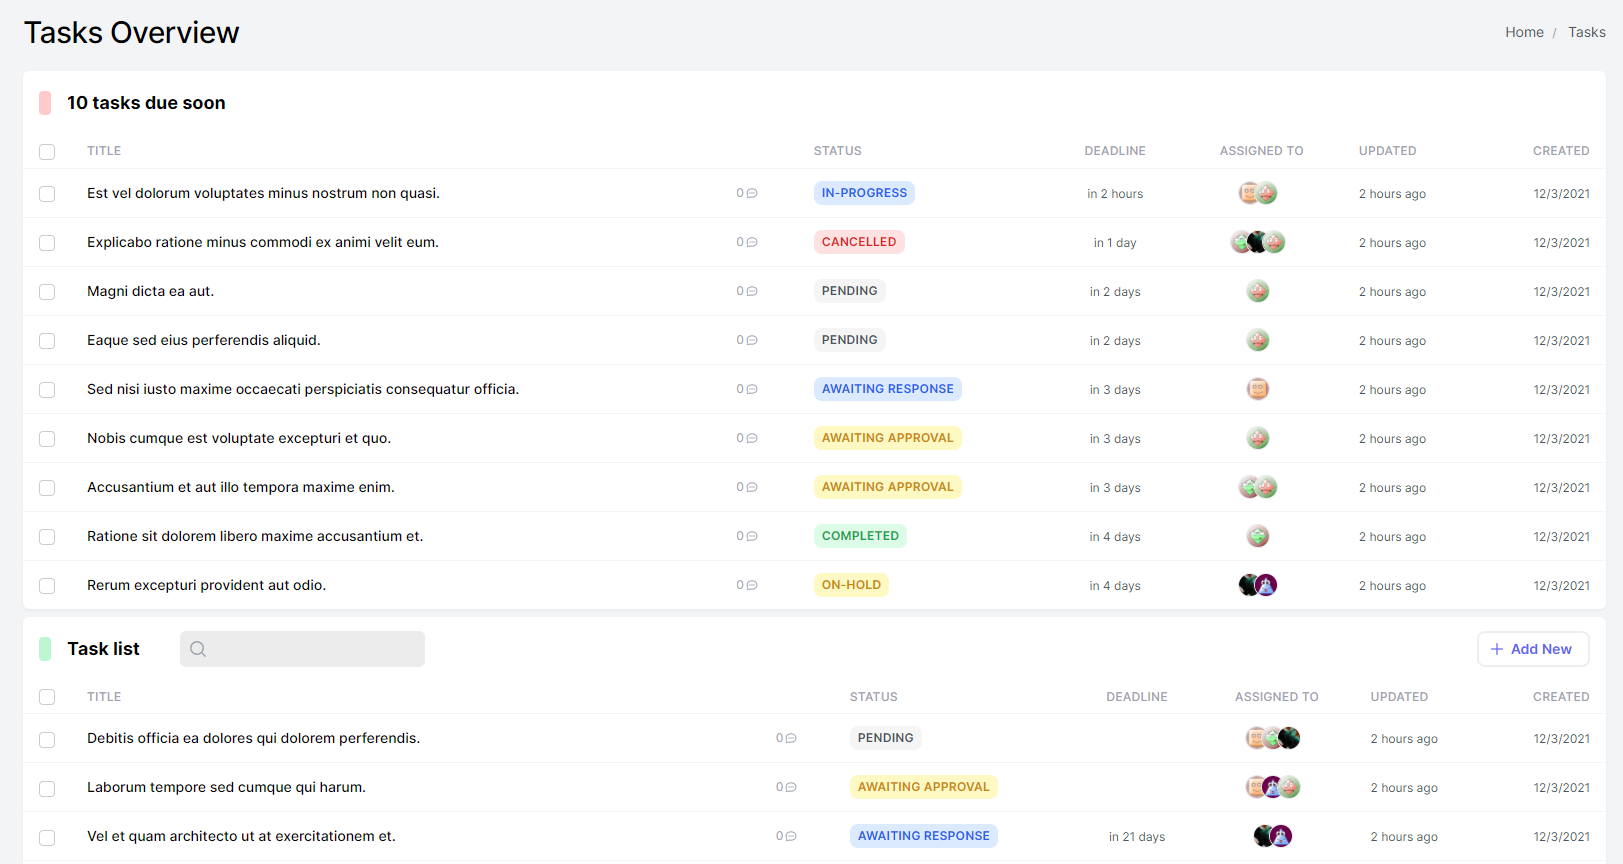 Tasks Overview
Home / Tasks
10 tasks due soon
TITLE STATUS DEADLINE ASSIGNED TO UPDATED CREATED
Est vel dolorum voluptates minus nostrum non quasi. 0 IN-PROGRESS in 2 hours 2 hours ago 12/3/2021
Explicabo ratione minus commodi ex animi velit eum. 0 CANCELLED in 1 day 2 hours ago 12/3/2021
Magni dicta ea aut. 0 PENDING in 2 days 2 hours ago 12/3/2021
Eaque sed eius perferendis aliquid. 0 PENDING in 2 days 2 hours ago 12/3/2021
Sed nisi iusto maxime occaecati perspiciatis consequatur officia. 0 AWAITING RESPONSE in 3 days 2 hours ago 12/3/2021
Nobis cumque est voluptate excepturi et quo. 0 AWAITING APPROVAL in 3 days 2 hours ago 12/3/2021
Accusantium et aut illo tempora maxime enim. 0 AWAITING APPROVAL in 3 days 2 hours ago 12/3/2021
Ratione sit dolorem libero maxime accusantium et. 0 COMPLETED in 4 days 2 hours ago 12/3/2021
Rerum excepturi provident aut odio. 0 ON-HOLD in 4 days 2 hours ago 12/3/2021
Task list + Add New
TITLE STATUS DEADLINE ASSIGNED TO UPDATED CREATED
Debitis officia ea dolores qui dolorem perferendis. 0 PENDING 2 hours ago 12/3/2021
Laborum tempore sed cumque qui harum. 0 AWAITING APPROVAL 2 hours ago 12/3/2021
Vel et quam architecto ut at exercitationem et. 0 AWAITING RESPONSE in 21 days 2 hours ago 12/3/2021